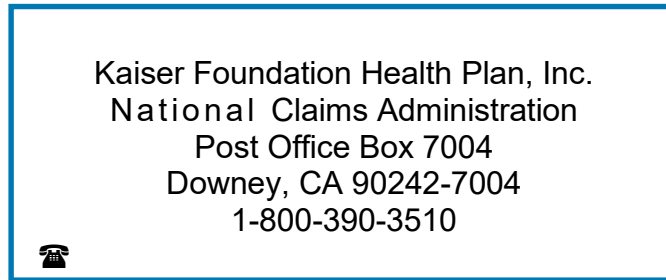 Kaiser Foundation Health Plan, Inc.
National Claims Administration
Post Office Box 7004
Downey, CA 90242-7004
1-800-390-3510